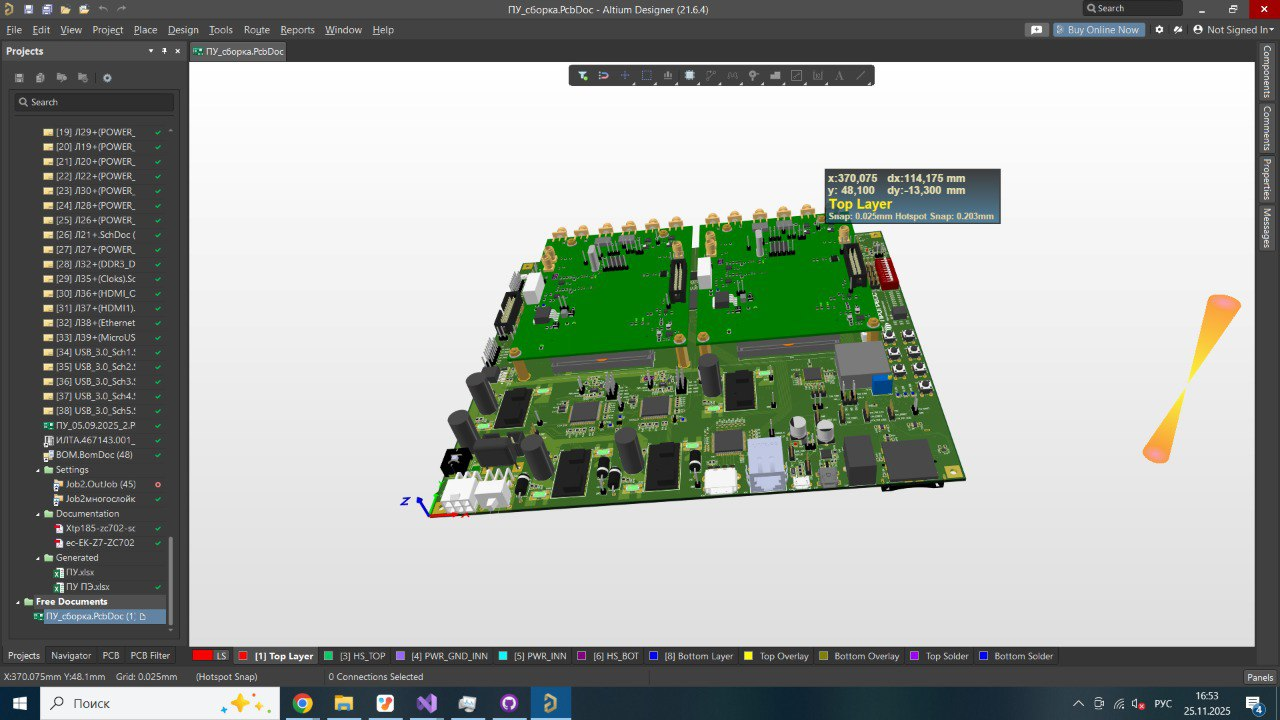 ПУ_сборка.PcbDoc - Altium Designer (21.6.4)
Search
File Edit View Project Place Design Tools Route Reports Window Help
Buy Online Now
Not Signed In
Projects
ПУ_сборка.PcbDoc
Search
[19] Л29+(POWER_
[20] Л19+(POWER_
[21] Л20+(POWER_
[22] Л22+(POWER_
[23] Л30+(POWER_
[24] Л28+(POWER_
[25] Л26+(POWER_
[26] Л21+.SchDoc (
[27] Л27+(POWER_
[28] Л32+(DDR3_D
[29] Л35+(Cloks).Sc
[30] Л36+(HDMI_C
[31] Л37+(HDMI1)
[32] Л38+(Ethernet
[33] Л39+(MicroUS
[34] USB_3.0_Sch1.!
[35] USB_3.0_Sch2.!
[36] USB_3.0_Sch3.!
[37] USB_3.0_Sch4.!
[38] USB_3.0_Sch5.!
ПУ_05.09.2025_2.P
BOM.BomDoc (48)
Settings
Job2.OutJob (45)
Job2многослойк
Documentation
Xtp185-zc702-sc
ec-EK-Z7-ZC702
Generated
ПУ.xlsx
ПУ ПЭ.xlsx
Free Documents
ПУ_сборка.PcbDoc (1)
x:370,075 dx:114,175 mm
y: 48,100 dy:-13,300 mm
Top Layer
Snap: 0.025mm Hotspot Snap: 0.203mm
Z
Components
Comments
Properties
Messages
Projects Navigator PCB PCB Filter
LS [1] Top Layer [3] HS_TOP [4] PWR_GND_INN [5] PWR_INN [6] HS_BOT [8] Bottom Layer Top Overlay Bottom Overlay Top Solder Bottom Solder
X:370.075mm Y:48.1mm Grid: 0.025mm (Hotspot Snap) 0 Connections Selected Panels
Поиск
РУС
16:53
25.11.2025
4